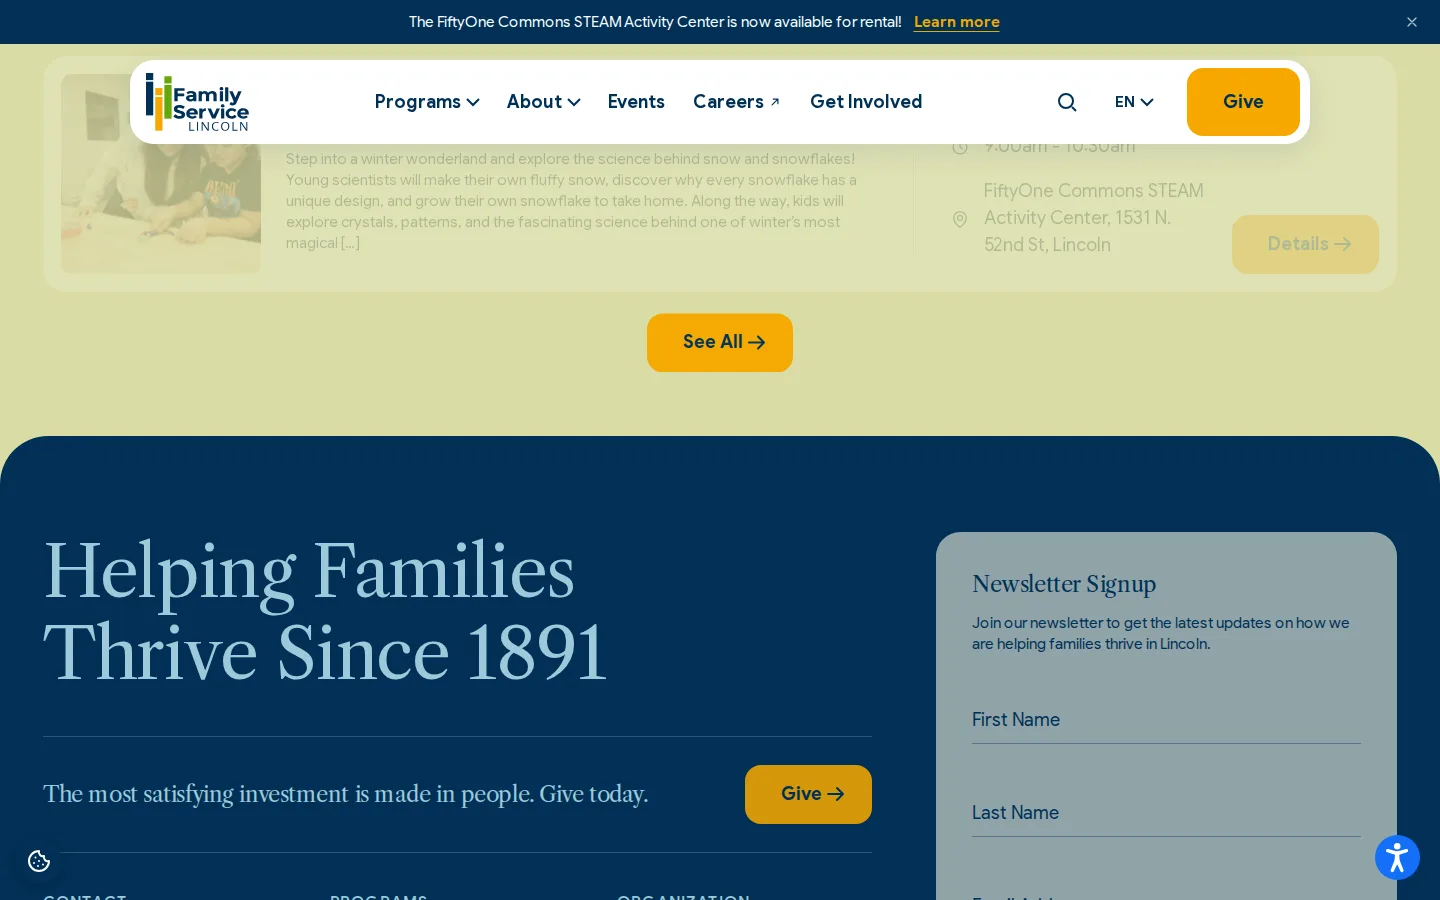 The FiftyOne Commons STEAM Activity Center is now available for rental! Learn more
Family
Service
LINCOLN
Programs
About
Events
Careers
Get Involved
EN
Give
9:00am - 10:30am
Step into a winter wonderland and explore the science behind snow and snowflakes!
Young scientists will make their own fluffy snow, discover why every snowflake has a
unique design, and grow their own snowflake to take home. Along the way, kids will
explore crystals, patterns, and the fascinating science behind one of winter's most
magical [...]
FiftyOne Commons STEAM
Activity Center, 1531 N.
52nd St, Lincoln
Details
See All
Helping Families
Thrive Since 1891
The most satisfying investment is made in people. Give today.
Give
Newsletter Signup
Join our newsletter to get the latest updates on how we
are helping families thrive in Lincoln.
First Name
Last Name
CONTACT
PROGRAMS
ORGANIZATION